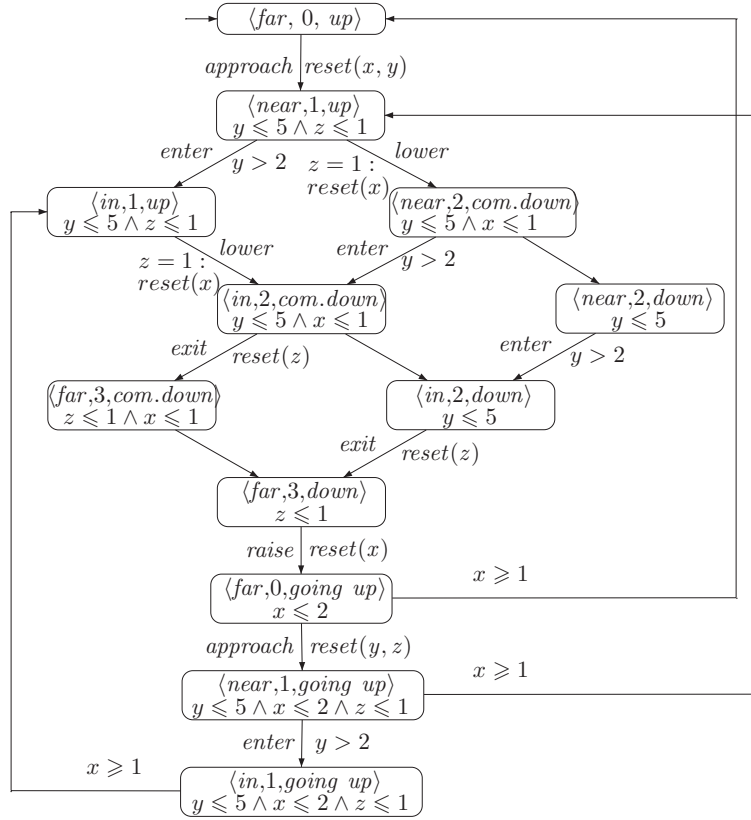 ⟨far, 0, up⟩
approach reset(x, y)
⟨near,1,up⟩
y ⩽ 5 ∧ z ⩽ 1
enter y > 2 z = 1 : lower
reset(x)
⟨in,1,up⟩
y ⩽ 5 ∧ z ⩽ 1
⟨near,2,com.down⟩
y ⩽ 5 ∧ x ⩽ 1
z = 1 : lower
reset(x)
enter y > 2
⟨in,2,com.down⟩
y ⩽ 5 ∧ x ⩽ 1
⟨near,2,down⟩
y ⩽ 5
exit reset(z)
enter y > 2
⟨far,3,com.down⟩
z ⩽ 1 ∧ x ⩽ 1
⟨in,2,down⟩
y ⩽ 5
exit reset(z)
⟨far,3,down⟩
z ⩽ 1
raise reset(x)
⟨far,0,going up⟩
x ⩽ 2
x ⩾ 1
approach reset(y, z)
⟨near,1,going up⟩
y ⩽ 5 ∧ x ⩽ 2 ∧ z ⩽ 1
x ⩾ 1
enter y > 2
x ⩾ 1
⟨in,1,going up⟩
y ⩽ 5 ∧ x ⩽ 2 ∧ z ⩽ 1